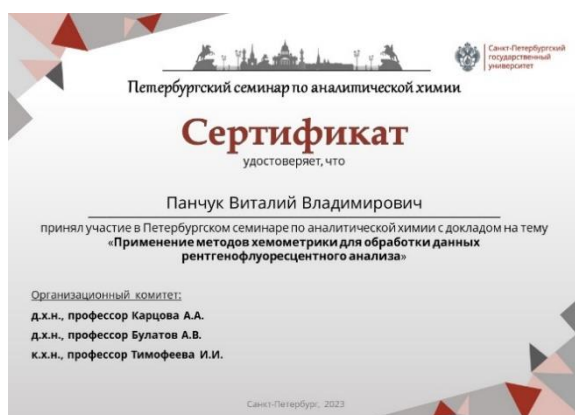 Санкт-Петербургский
государственный
университет
Петербургский семинар по аналитической химии
Сертификат
удостоверяет, что
Панчук Виталий Владимирович
принял участие в Петербургском семинаре по аналитической химии с докладом на тему
«Применение методов хемометрики для обработки данных
рентгенофлуоресцентного анализа»
Организационный комитет:
д.х.н., профессор Карцова А.А.
д.х.н., профессор Булатов А.В.
к.х.н., профессор Тимофеева И.И.
Санкт-Петербург, 2023